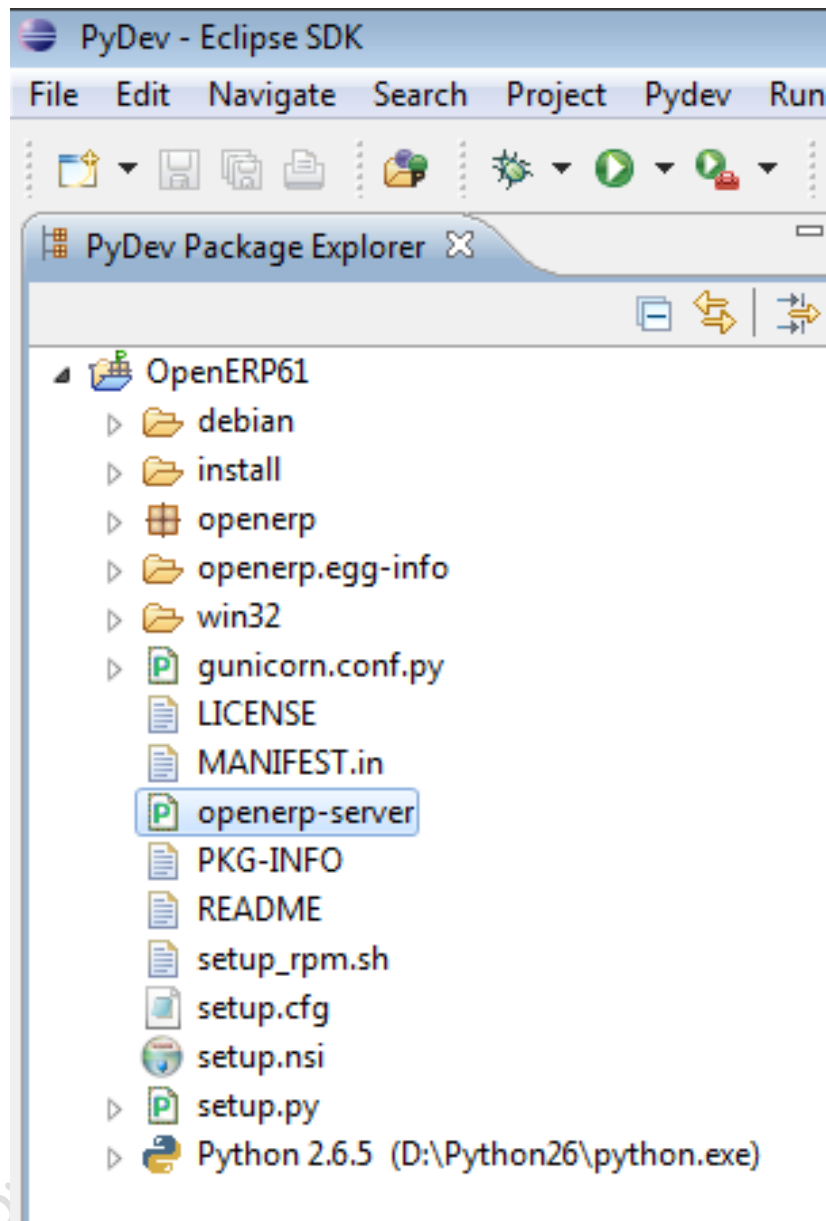 PyDev - Eclipse SDK
File Edit Navigate Search Project Pydev Run
PyDev Package Explorer
OpenERP61
debian
install
openerp
openerp.egg-info
win32
gunicorn.conf.py
LICENSE
MANIFEST.in
openerp-server
PKG-INFO
README
setup_rpm.sh
setup.cfg
setup.nsi
setup.py
Python 2.6.5 (D:\Python26\python.exe)